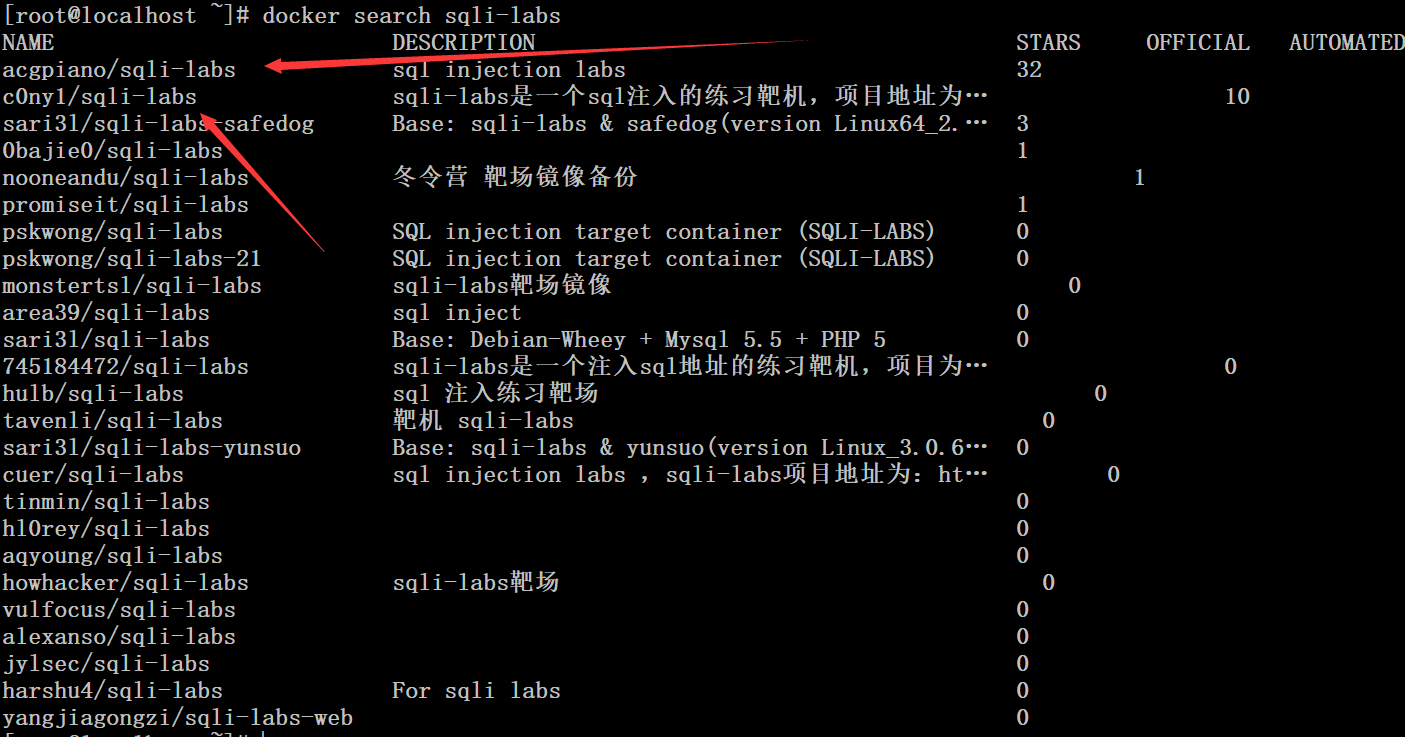 [root@localhost ~]# docker search sqli-labs
NAME DESCRIPTION STARS OFFICIAL AUTOMATED
acgpiano/sqli-labs sql injection labs 32
c0ny1/sqli-labs sqli-labs是一个sql注入的练习靶机，项目地址为… 10
sari3l/sqli-labs-safedog Base: sqli-labs & safedog(version Linux64_2.… 3
0bajie0/sqli-labs 1
nooneandu/sqli-labs 冬令营 靶场镜像备份 1
promiseit/sqli-labs 1
pskwong/sqli-labs SQL injection target container (SQLI-LABS) 0
pskwong/sqli-labs-21 SQL injection target container (SQLI-LABS) 0
monstertsl/sqli-labs sqli-labs靶场镜像 0
area39/sqli-labs sql inject 0
sari3l/sqli-labs Base: Debian-Wheey + Mysql 5.5 + PHP 5 0
745184472/sqli-labs sqli-labs是一个注入sql地址的练习靶机，项目为… 0
hulb/sqli-labs sql 注入练习靶场 0
tavenli/sqli-labs 靶机 sqli-labs 0
sari3l/sqli-labs-yunsuo Base: sqli-labs & yunsuo(version Linux_3.0.6… 0
cuer/sqli-labs sql injection labs ，sqli-labs项目地址为：ht… 0
tinmin/sqli-labs 0
hl0rey/sqli-labs 0
aqyoung/sqli-labs 0
howhacker/sqli-labs sqli-labs靶场 0
vulfocus/sqli-labs 0
alexanso/sqli-labs 0
jylsec/sqli-labs 0
harshu4/sqli-labs For sqli labs 0
yangjiagongzi/sqli-labs-web 0